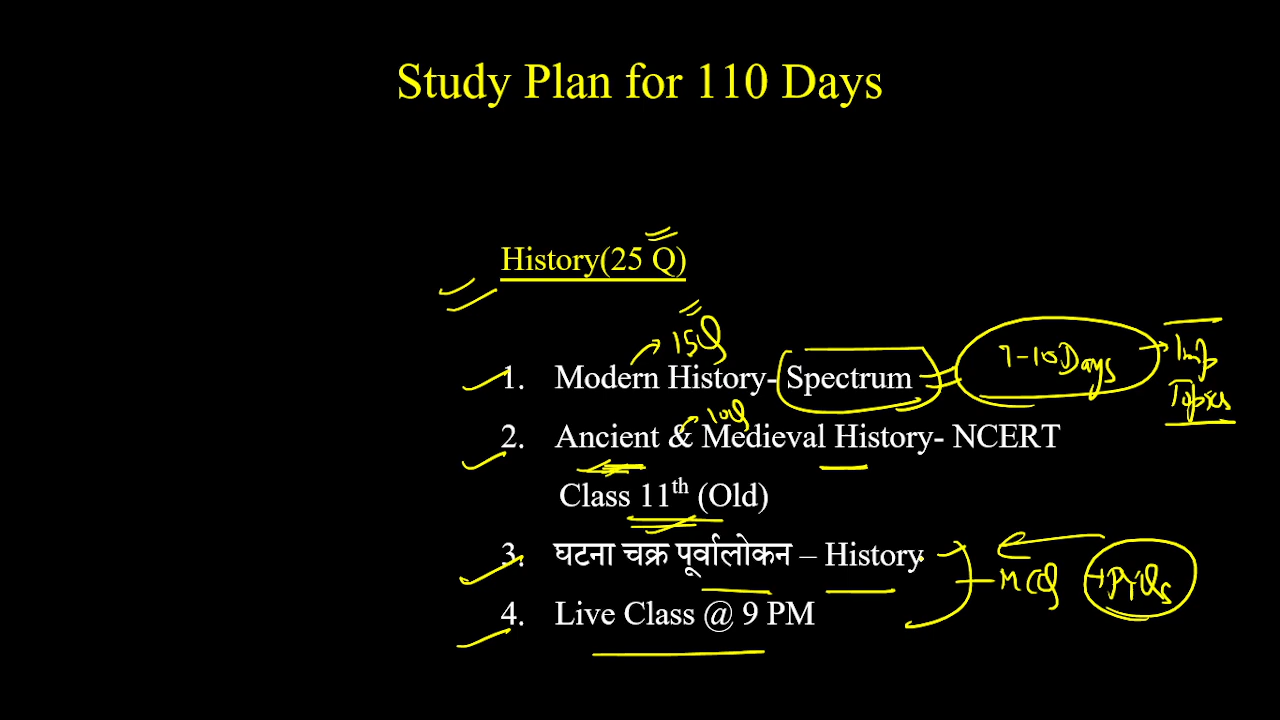 Study Plan for 110 Days
History(25 Q)
15Q
1. Modern History- Spectrum
7-10 Days
Imp
Topics
10Q
2. Ancient & Medieval History- NCERT
Class 11th (Old)
3. घटना चक्र पूर्वालोकन – History
MCQ
PYQs
4. Live Class @ 9 PM